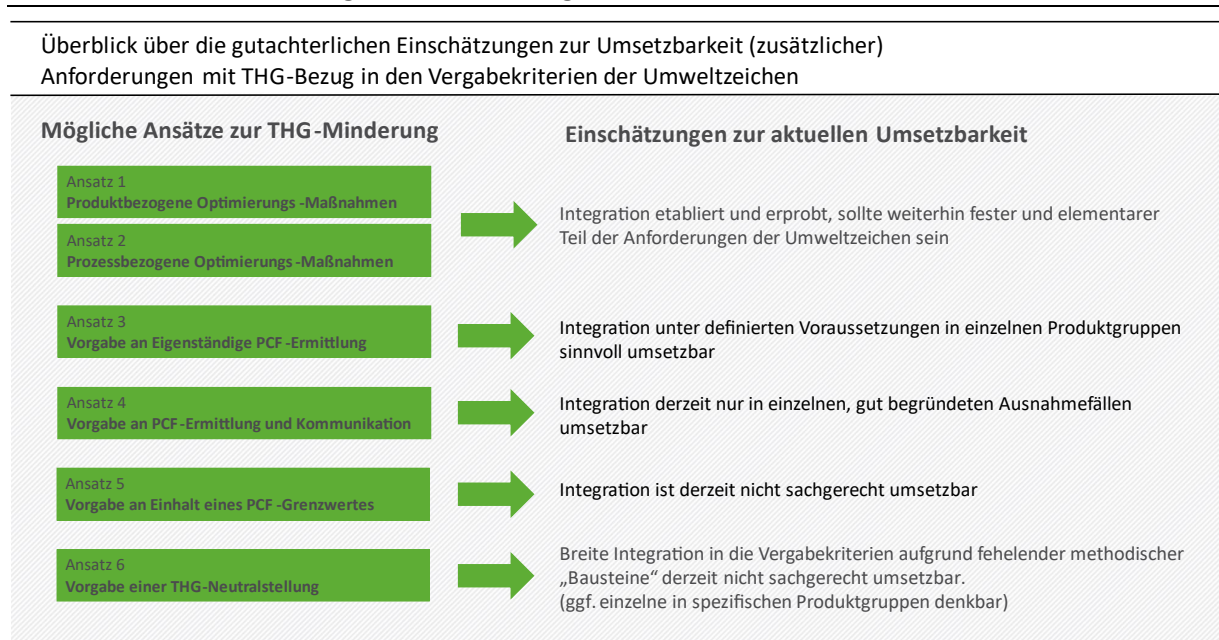 Überblick über die gutachterlichen Einschätzungen zur Umsetzbarkeit (zusätzlicher)
Anforderungen mit THG-Bezug in den Vergabekriterien der Umweltzeichen
Mögliche Ansätze zur THG-Minderung
Einschätzungen zur aktuellen Umsetzbarkeit
Ansatz 1
Produktbezogene Optimierungs-Maßnahmen
Ansatz 2
Prozessbezogene Optimierungs-Maßnahmen
Integration etabliert und erprobt, sollte weiterhin fester und elementarer
Teil der Anforderungen der Umweltzeichen sein
Ansatz 3
Vorgabe an Eigenständige PCF-Ermittlung
Integration unter definierten Voraussetzungen in einzelnen Produktgruppen
sinnvoll umsetzbar
Ansatz 4
Vorgabe an PCF-Ermittlung und Kommunikation
Integration derzeit nur in einzelnen, gut begründeten Ausnahmefällen
umsetzbar
Ansatz 5
Vorgabe an Einhalt eines PCF-Grenzwertes
Integration ist derzeit nicht sachgerecht umsetzbar
Ansatz 6
Vorgabe einer THG-Neutralstellung
Breite Integration in die Vergabekriterien aufgrund fehelender methodischer
„Bausteine“ derzeit nicht sachgerecht umsetzbar.
(ggf. einzelne in spezifischen Produktgruppen denkbar)